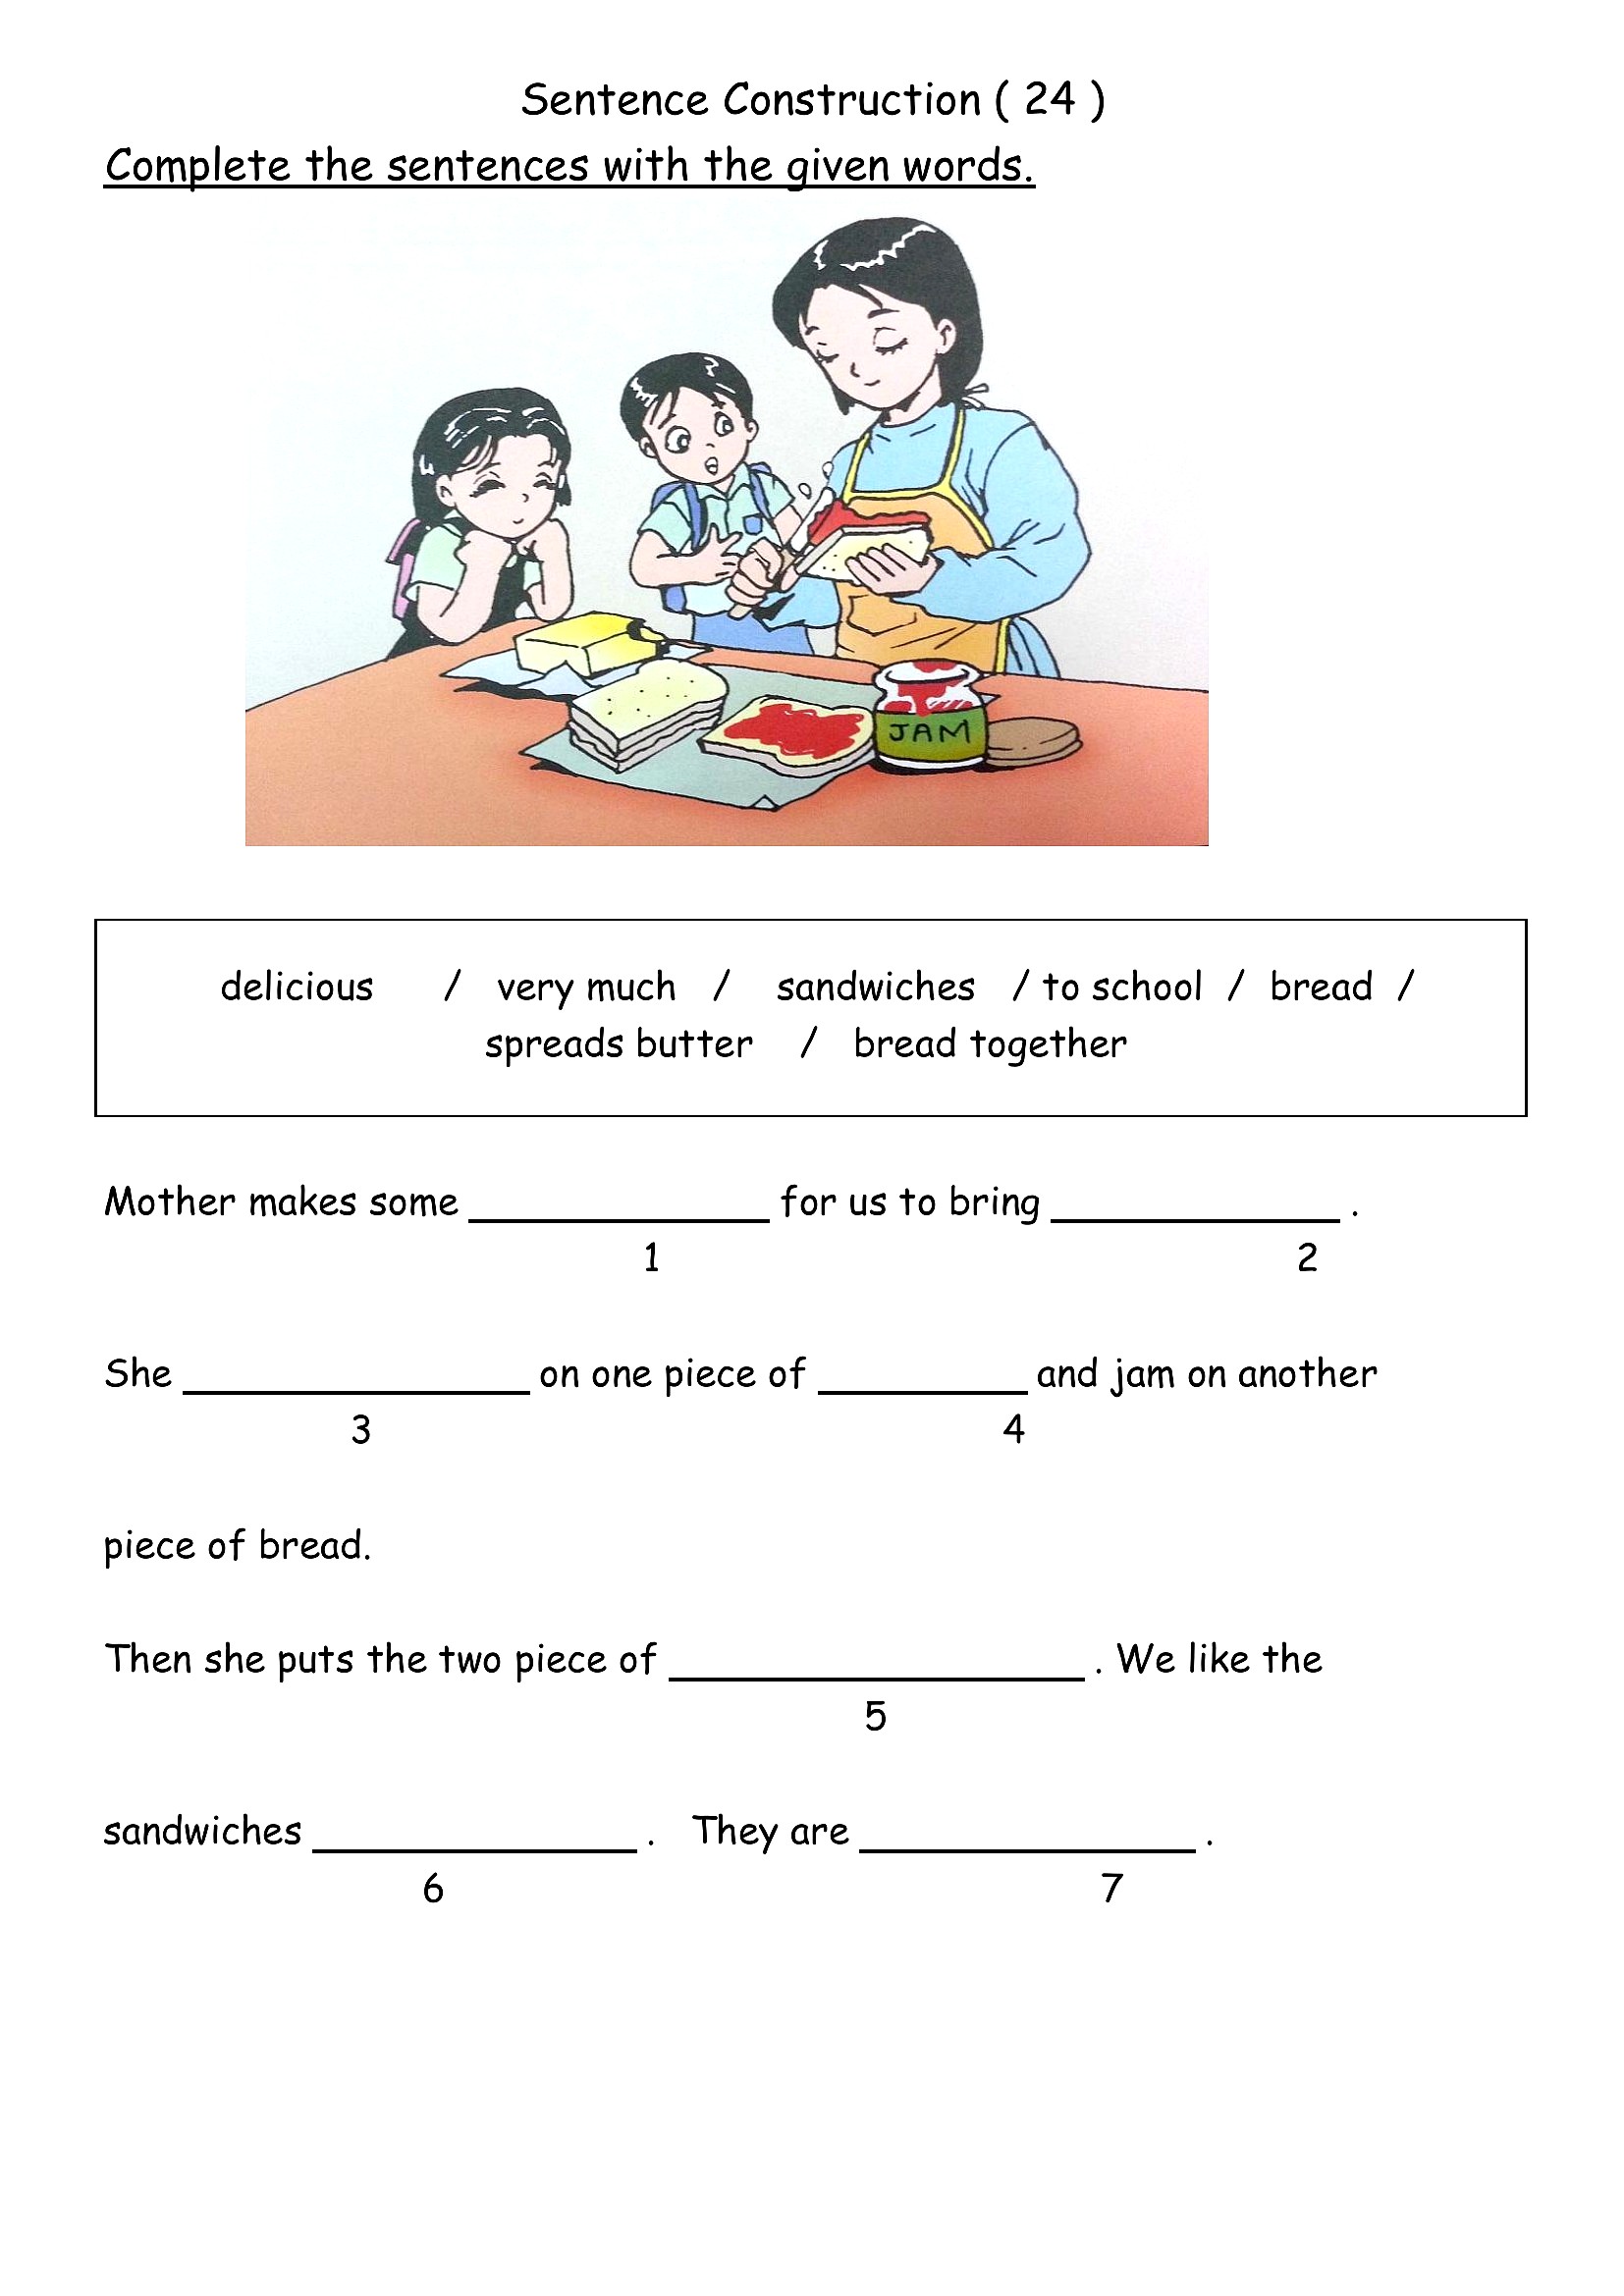 Sentence Construction ( 24 )
Complete the sentences with the given words.
JAM
delicious / very much / sandwiches / to school / bread /
spreads butter / bread together
Mother makes some ____________ for us to bring ____________ .
1 2
She ______________ on one piece of ________ and jam on another
3 4
piece of bread.
Then she puts the two piece of ________________ . We like the
5
sandwiches _____________ . They are _____________ .
6 7